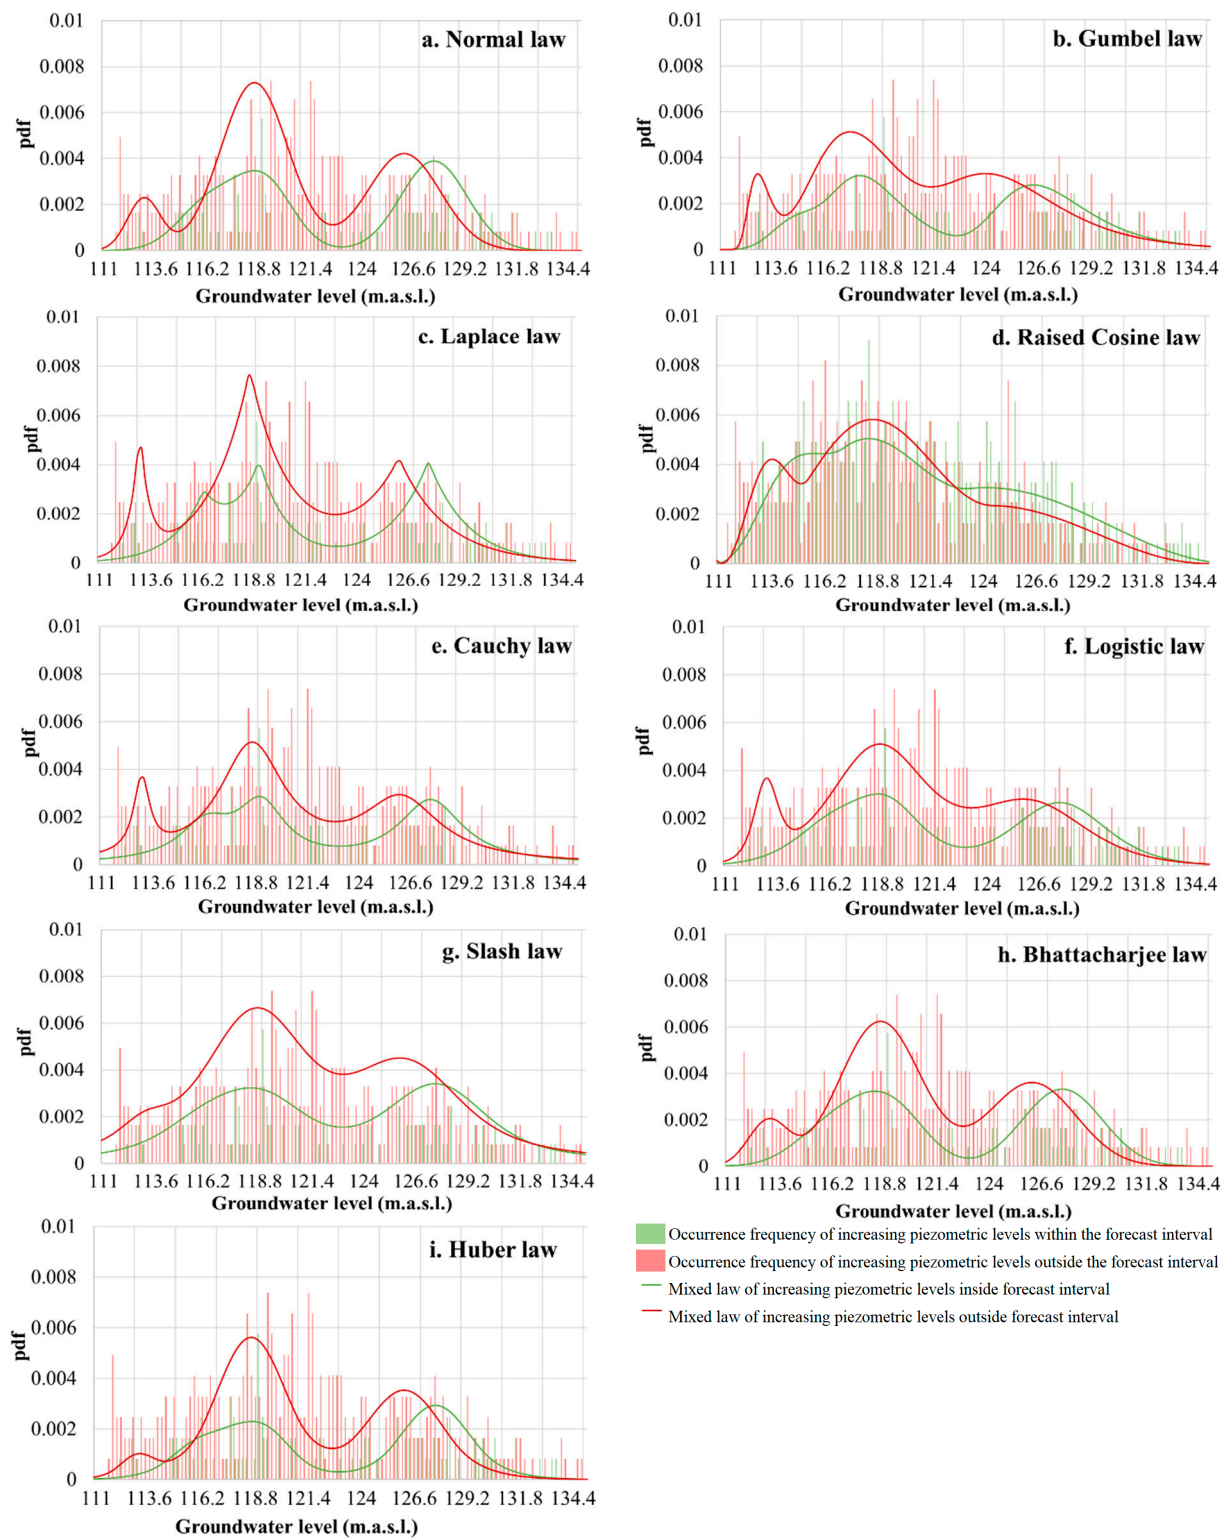 a. Normal law
0.01
0.008
0.006
0.004
0.002
0
pdf
111 113.6 116.2 118.8 121.4 124 126.6 129.2 131.8 134.4
Groundwater level (m.a.s.l.)
b. Gumbel law
0.01
0.008
0.006
0.004
0.002
0
pdf
111 113.6 116.2 118.8 121.4 124 126.6 129.2 131.8 134.4
Groundwater level (m.a.s.l.)
c. Laplace law
0.01
0.008
0.006
0.004
0.002
0
pdf
111 113.6 116.2 118.8 121.4 124 126.6 129.2 131.8 134.4
Groundwater level (m.a.s.l.)
d. Raised Cosine law
0.01
0.008
0.006
0.004
0.002
0
pdf
111 113.6 116.2 118.8 121.4 124 126.6 129.2 131.8 134.4
Groundwater level (m.a.s.l.)
e. Cauchy law
0.01
0.008
0.006
0.004
0.002
0
pdf
111 113.6 116.2 118.8 121.4 124 126.6 129.2 131.8 134.4
Groundwater level (m.a.s.l.)
f. Logistic law
0.01
0.008
0.006
0.004
0.002
0
pdf
111 113.6 116.2 118.8 121.4 124 126.6 129.2 131.8 134.4
Groundwater level (m.a.s.l.)
g. Slash law
0.01
0.008
0.006
0.004
0.002
0
pdf
111 113.6 116.2 118.8 121.4 124 126.6 129.2 131.8 134.4
Groundwater level (m.a.s.l.)
h. Bhattacharjee law
0.01
0.008
0.006
0.004
0.002
0
pdf
111 113.6 116.2 118.8 121.4 124 126.6 129.2 131.8 134.4
Groundwater level (m.a.s.l.)
i. Huber law
0.01
0.008
0.006
0.004
0.002
0
pdf
111 113.6 116.2 118.8 121.4 124 126.6 129.2 131.8 134.4
Groundwater level (m.a.s.l.)
Occurrence frequency of increasing piezometric levels within the forecast interval
Occurrence frequency of increasing piezometric levels outside the forecast interval
Mixed law of increasing piezometric levels inside forecast interval
Mixed law of increasing piezometric levels outside forecast interval